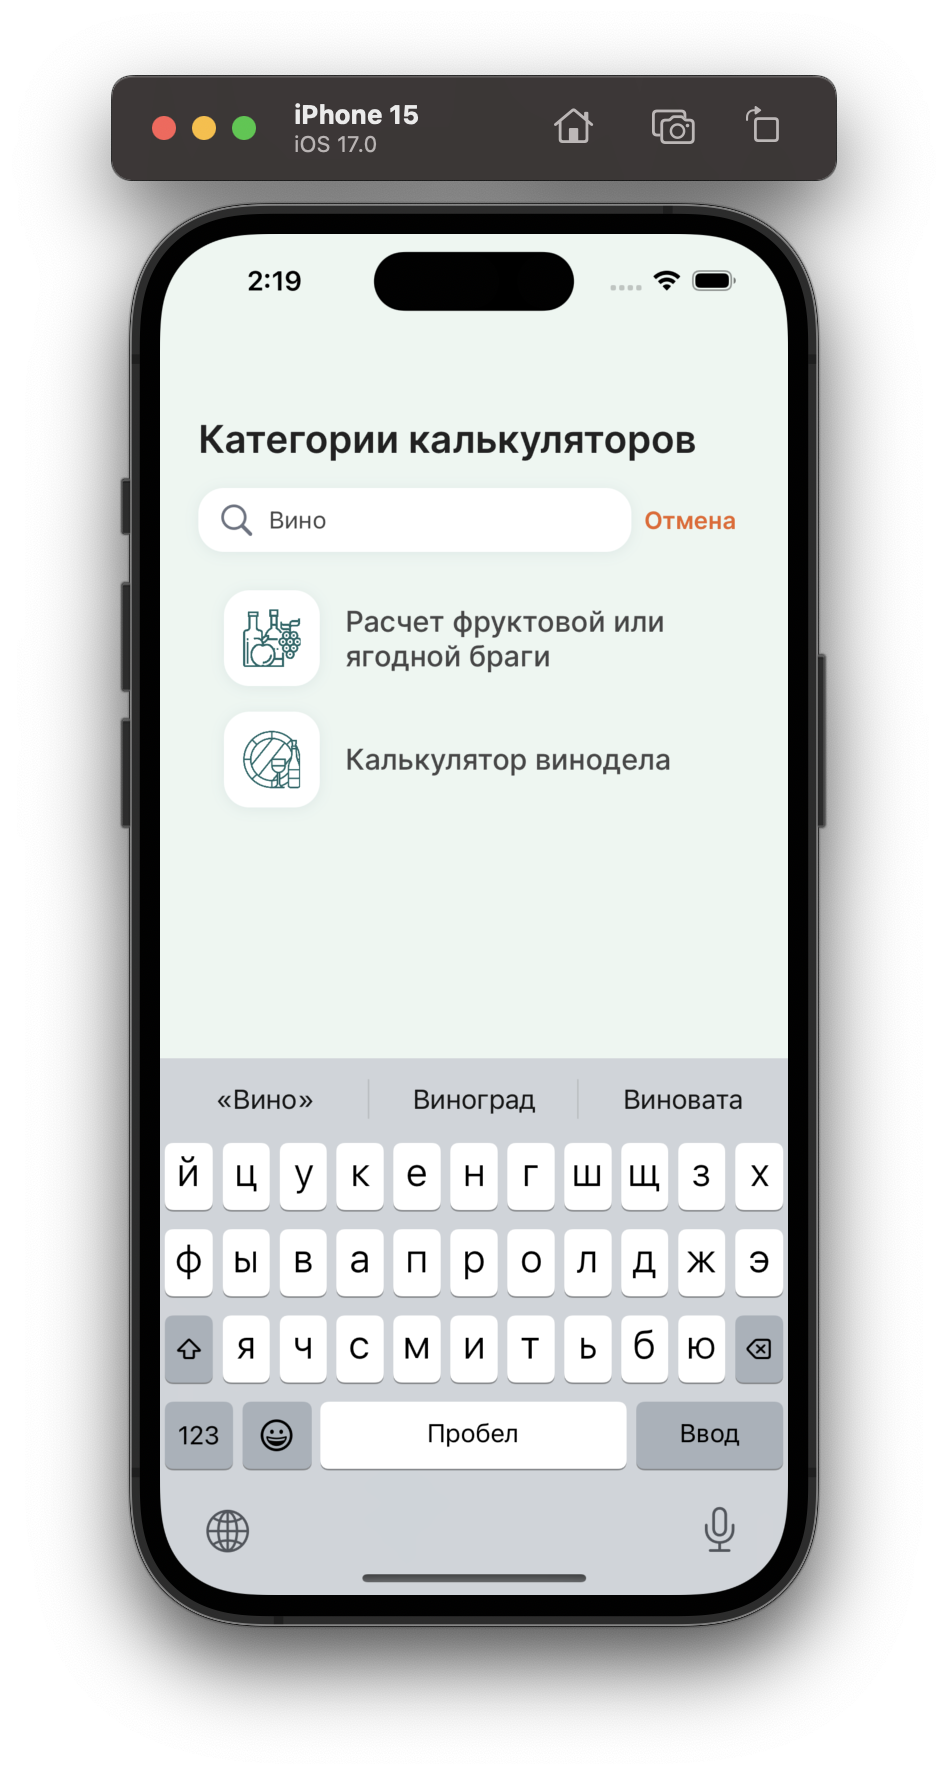 iPhone 15
iOS 17.0
2:19
Категории калькуляторов
Вино
Отмена
Расчет фруктовой или
ягодной браги
Калькулятор винодела
«Вино» Виноград Виновата
й ц у к е н г ш щ з х
ф ы в а п р о л д ж э
я ч с м и т ь б ю
123 Пробел Ввод